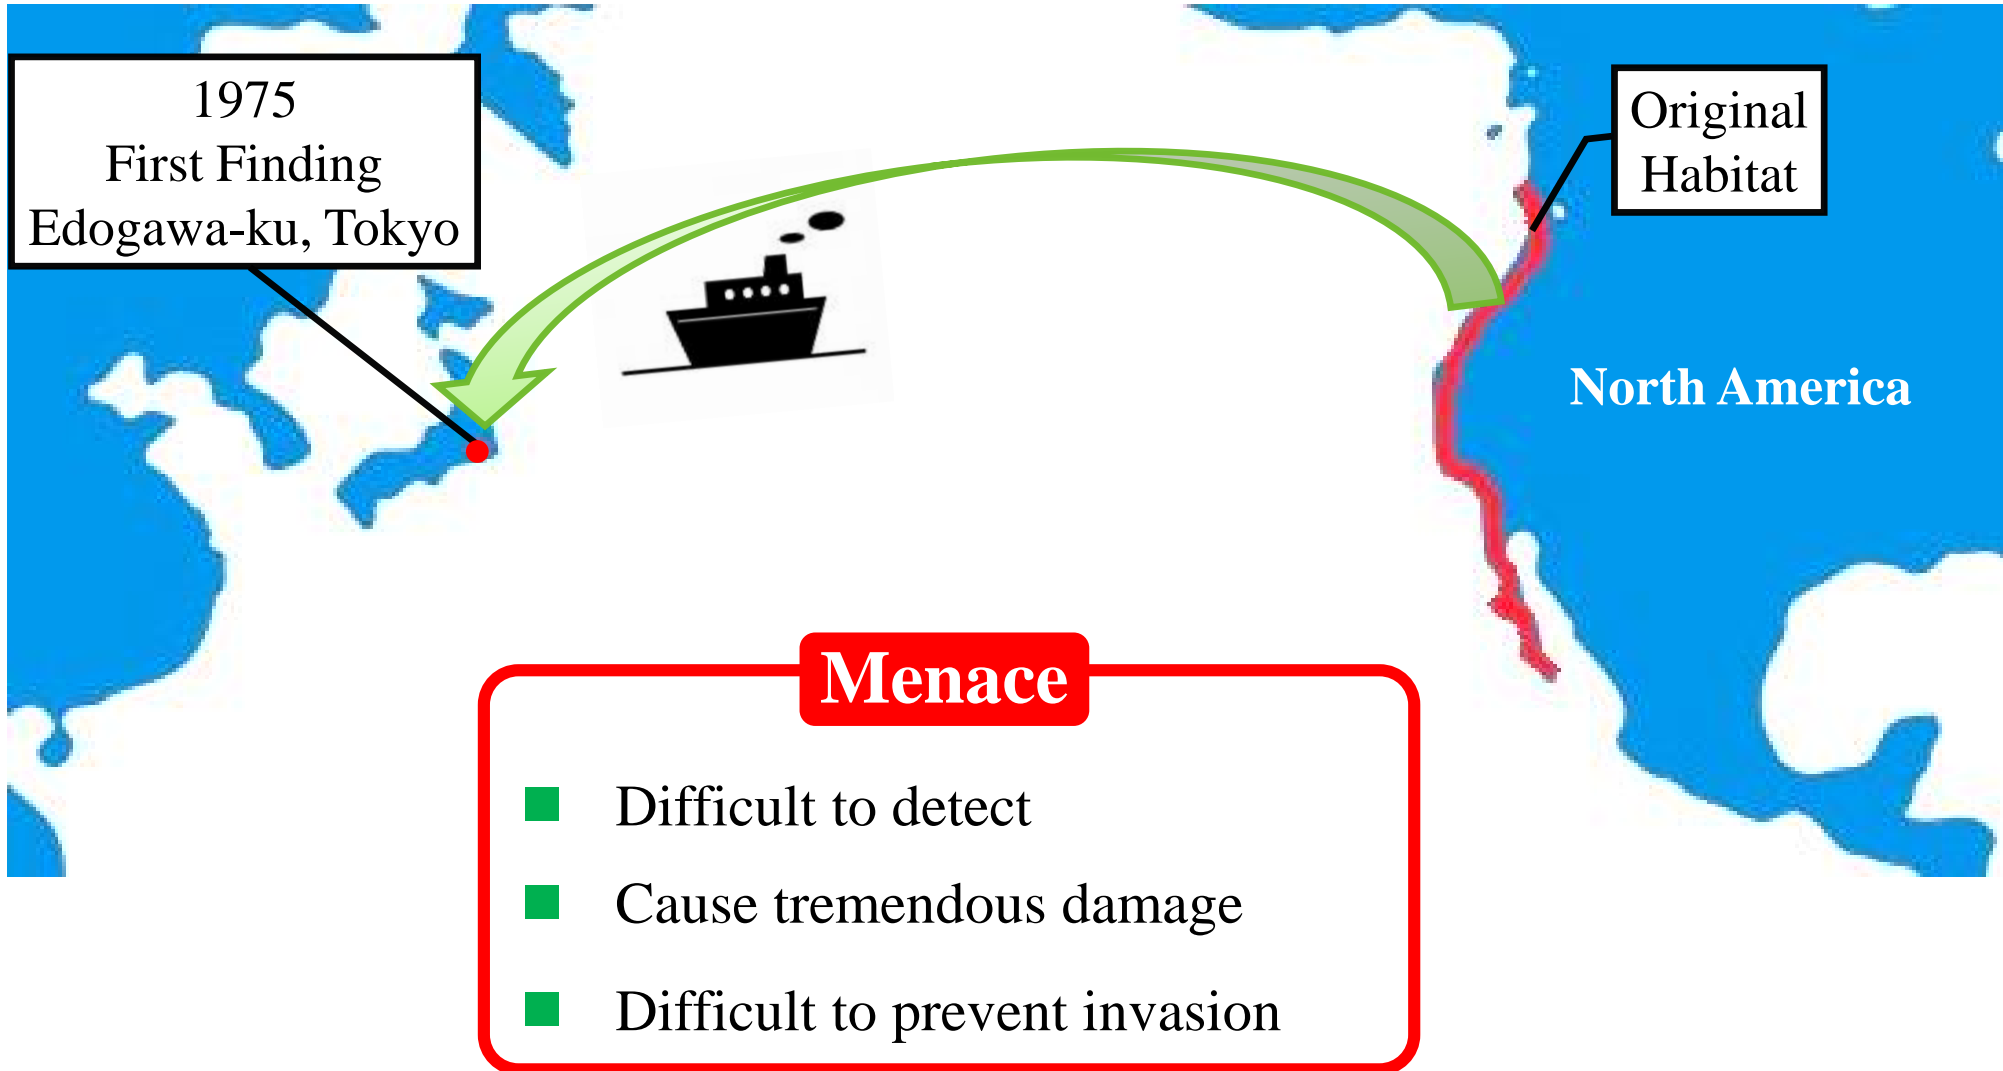 1975
First Finding
Edogawa-ku, Tokyo
Original
Habitat
North America
Menace
Difficult to detect
Cause tremendous damage
Difficult to prevent invasion